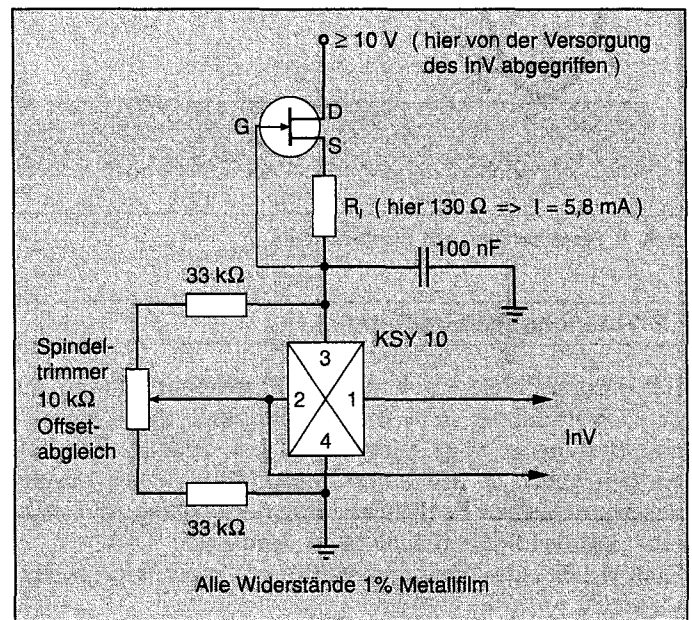 ≥ 10 V ( hier von der Versorgung
des InV abgegriffen )
D
G
S
R_I ( hier 130 Ω => I = 5,8 mA )
100 nF
33 kΩ
KSY 10
3
Spindel-
trimmer
10 kΩ
Offset-
abgleich
2
1
4
InV
33 kΩ
Alle Widerstände 1% Metallfilm